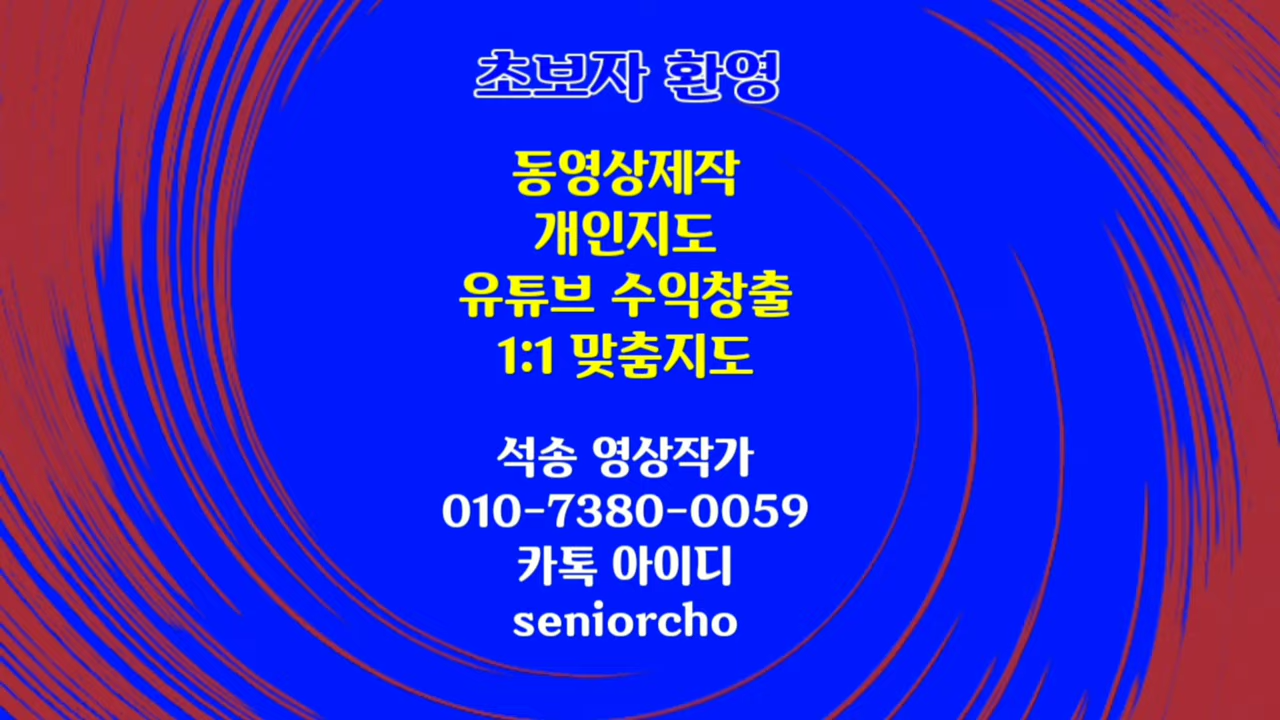 초보자 환영
동영상제작
개인지도
유튜브 수익창출
1:1 맞춤지도
석송 영상작가
010-7380-0059
카톡 아이디
seniorcho